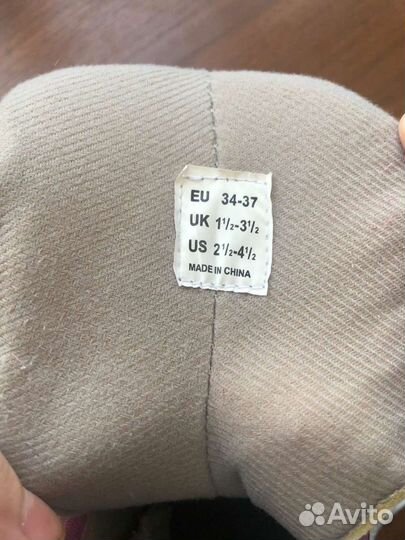 EU 34-37
UK 1½-3½
US 2½-4½
MADE IN CHINA
Avito